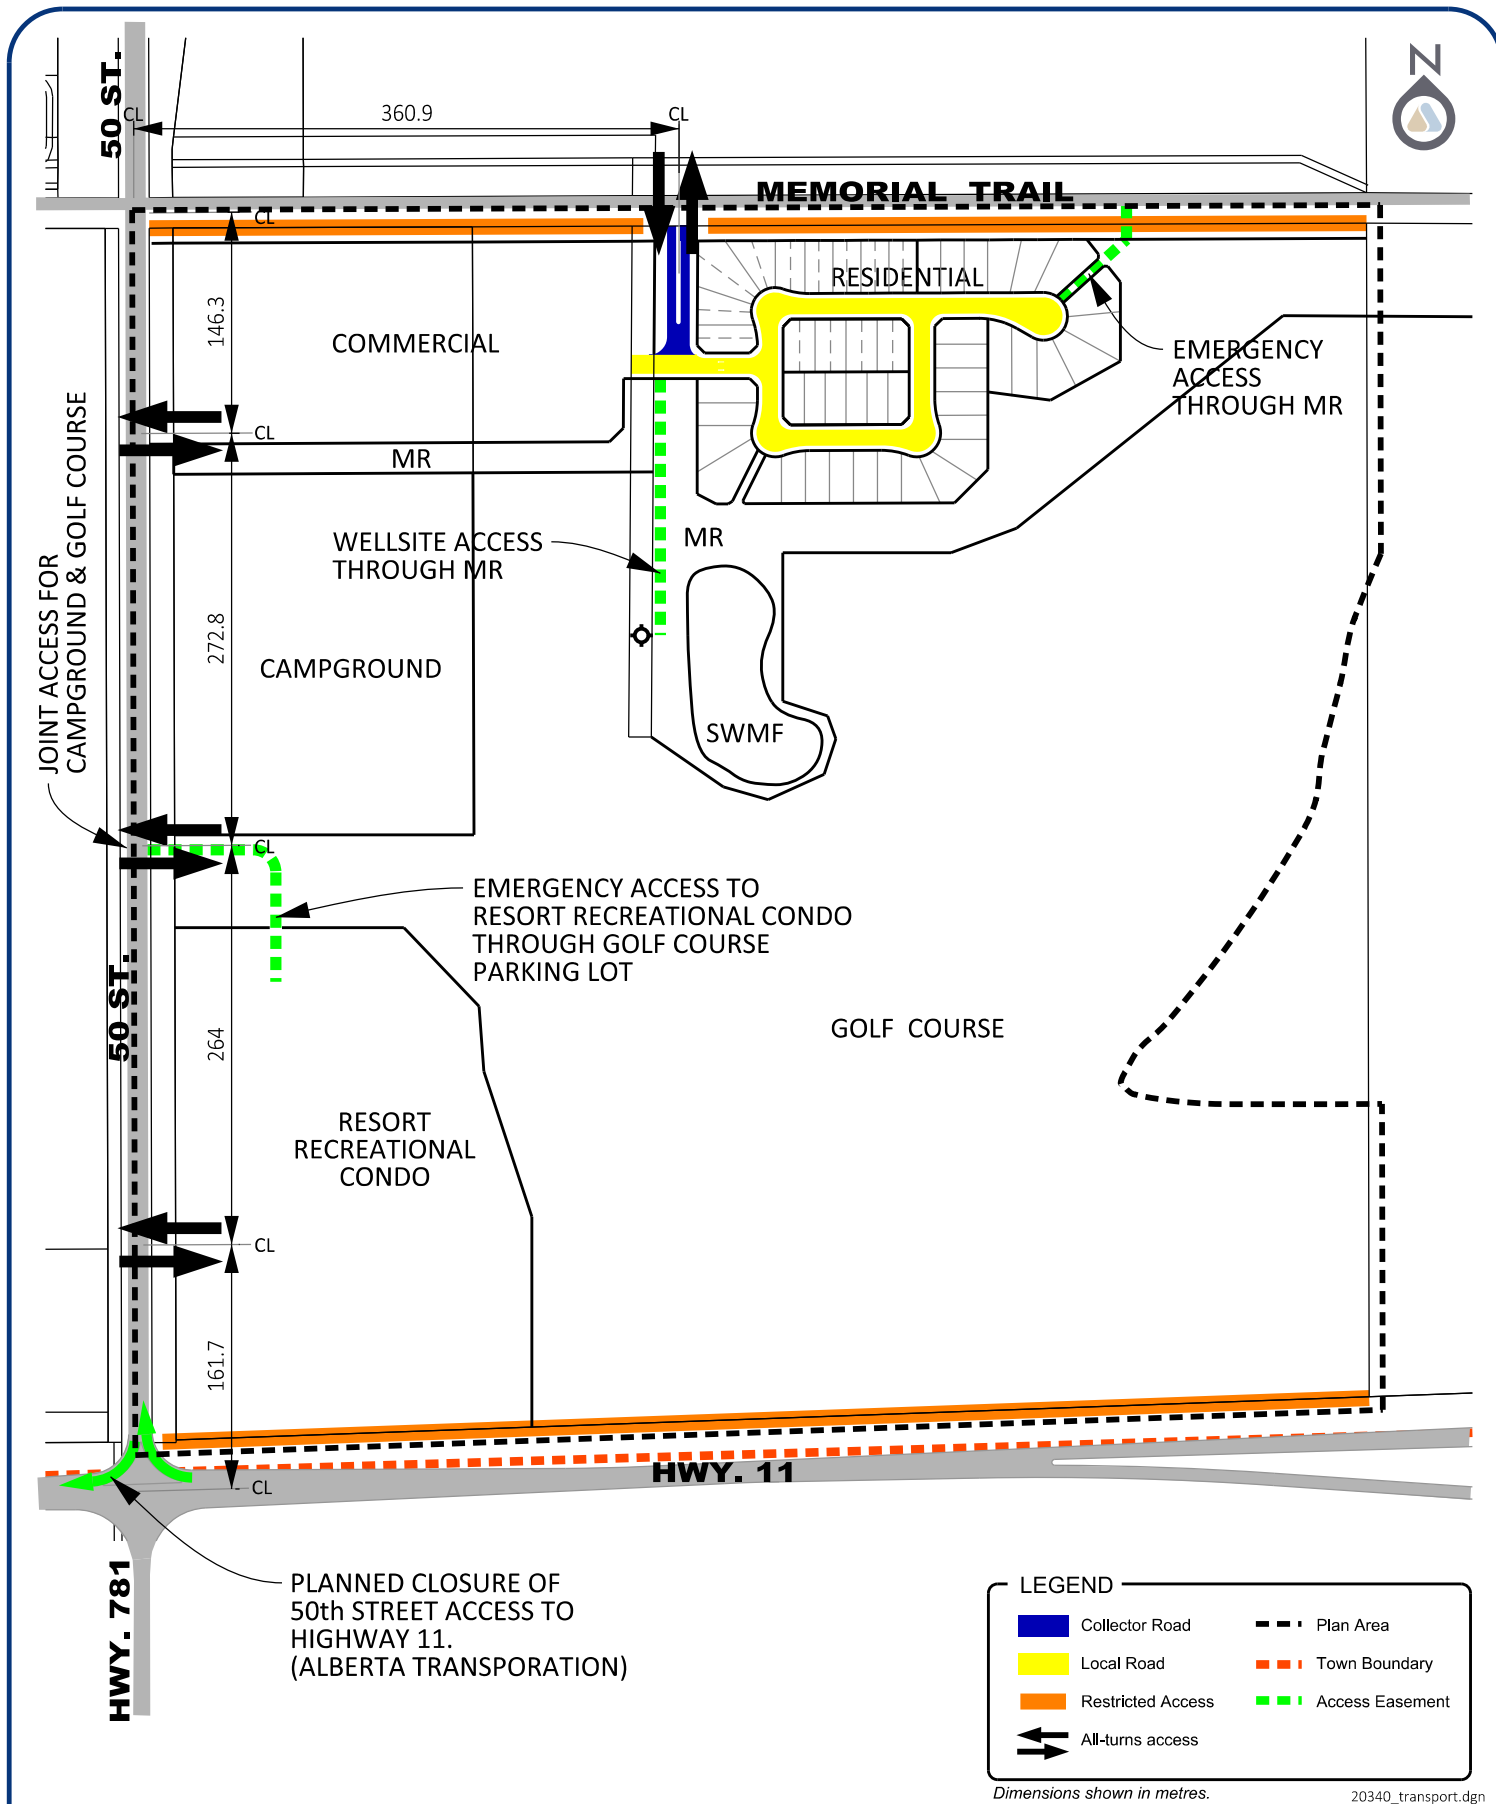 N
50 ST.
CL
360.9
CL
MEMORIAL TRAIL
CL
RESIDENTIAL
146.3
COMMERCIAL
EMERGENCY
ACCESS
THROUGH MR
CL
MR
JOINT ACCESS FOR
CAMPGROUND & GOLF COURSE
WELLSITE ACCESS
THROUGH MR
MR
272.8
CAMPGROUND
SWMF
CL
EMERGENCY ACCESS TO
RESORT RECREATIONAL CONDO
THROUGH GOLF COURSE
PARKING LOT
50 ST.
264
GOLF COURSE
RESORT
RECREATIONAL
CONDO
CL
161.7
HWY. 11
CL
HWY. 781
PLANNED CLOSURE OF
50th STREET ACCESS TO
HIGHWAY 11.
(ALBERTA TRANSPORATION)
LEGEND
Collector Road
Plan Area
Local Road
Town Boundary
Restricted Access
Access Easement
All-turns access
Dimensions shown in metres.
20340_transport.dgn